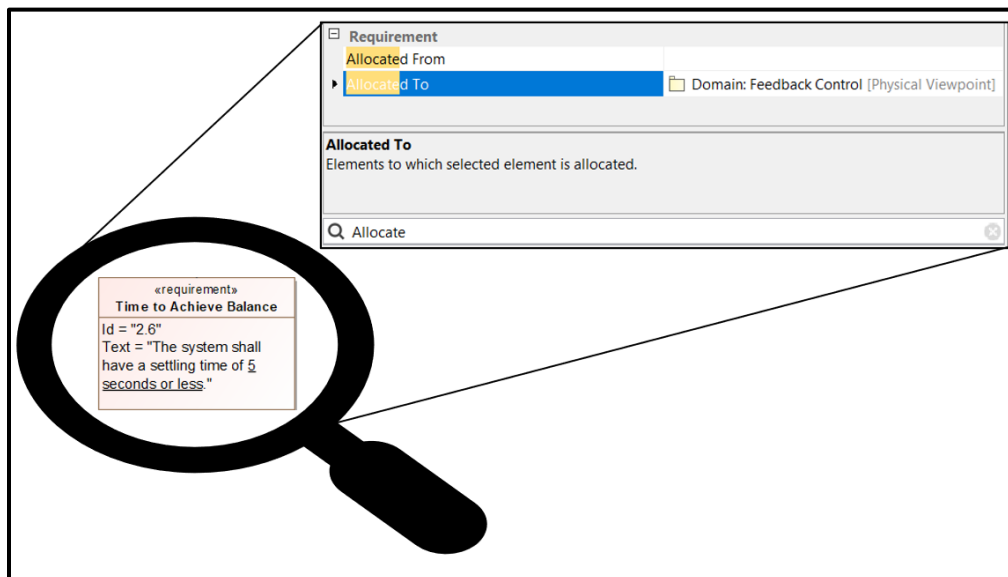 Requirement
Allocated From
Allocated To Domain: Feedback Control [Physical Viewpoint]
Allocated To
Elements to which selected element is allocated.
Allocate
«requirement»
Time to Achieve Balance
Id = "2.6"
Text = "The system shall
have a settling time of 5
seconds or less."